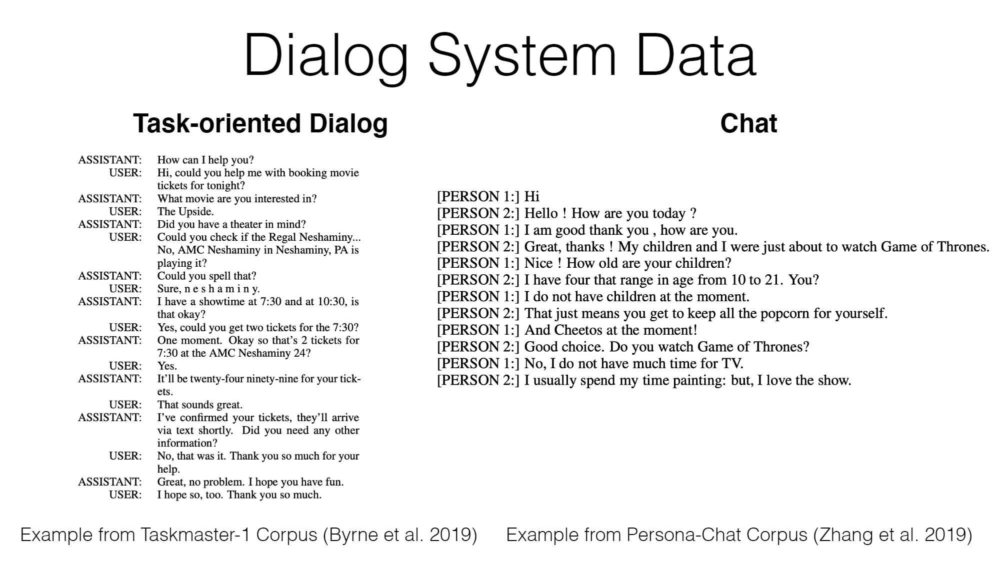 Dialog System Data
Task-oriented Dialog
ASSISTANT: How can I help you?
USER: Hi, could you help me with booking movie
tickets for tonight?
ASSISTANT: What movie are you interested in?
USER: The Upside.
ASSISTANT: Did you have a theater in mind?
USER: Could you check if the Regal Neshaminy...
No, AMC Neshaminy in Neshaminy, PA is
playing it?
ASSISTANT: Could you spell that?
USER: Sure, n e s h a m i n y.
ASSISTANT: I have a showtime at 7:30 and at 10:30, is
that okay?
USER: Yes, could you get two tickets for the 7:30?
ASSISTANT: One moment. Okay so that's 2 tickets for
7:30 at the AMC Neshaminy 24?
USER: Yes.
ASSISTANT: It'll be twenty-four ninety-nine for your tick-
ets.
USER: That sounds great.
ASSISTANT: I've confirmed your tickets, they'll arrive
via text shortly. Did you need any other
information?
USER: No, that was it. Thank you so much for your
help.
ASSISTANT: Great, no problem. I hope you have fun.
USER: I hope so, too. Thank you so much.
Example from Taskmaster-1 Corpus (Byrne et al. 2019)
Chat
[PERSON 1:] Hi
[PERSON 2:] Hello ! How are you today ?
[PERSON 1:] I am good thank you , how are you.
[PERSON 2:] Great, thanks ! My children and I were just about to watch Game of Thrones.
[PERSON 1:] Nice ! How old are your children?
[PERSON 2:] I have four that range in age from 10 to 21. You?
[PERSON 1:] I do not have children at the moment.
[PERSON 2:] That just means you get to keep all the popcorn for yourself.
[PERSON 1:] And Cheetos at the moment!
[PERSON 2:] Good choice. Do you watch Game of Thrones?
[PERSON 1:] No, I do not have much time for TV.
[PERSON 2:] I usually spend my time painting: but, I love the show.
Example from Persona-Chat Corpus (Zhang et al. 2019)